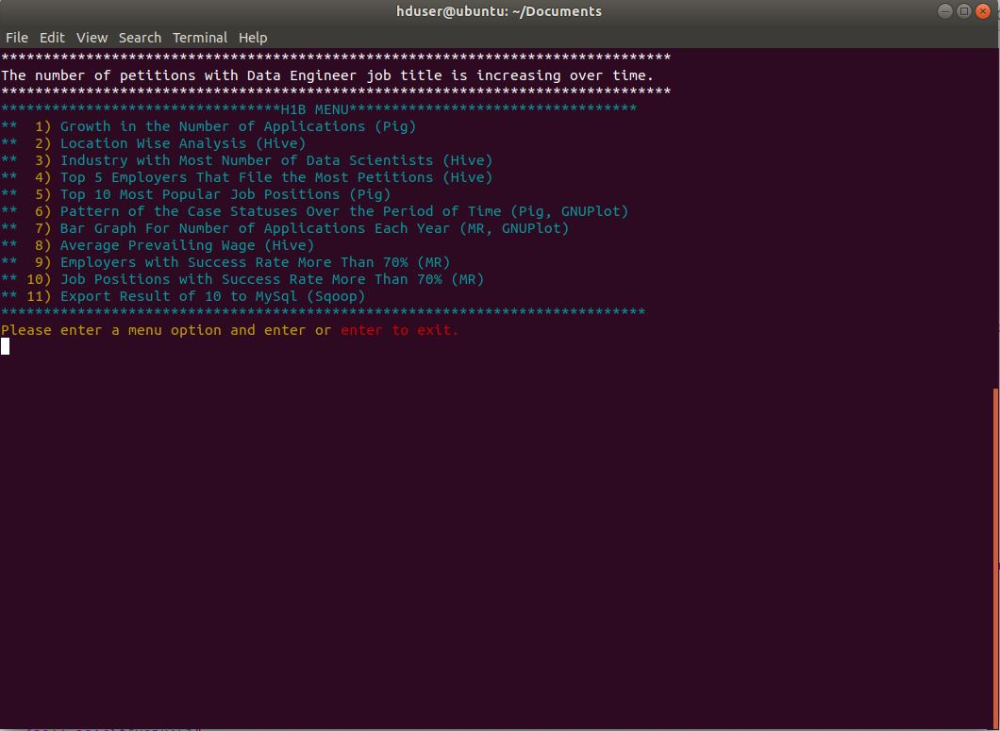 hduser@ubuntu: ~/Documents
File Edit View Search Terminal Help
*******************************************************************************
The number of petitions with Data Engineer job title is increasing over time.
*******************************************************************************
*********************************H1B MENU**********************************
**  1) Growth in the Number of Applications (Pig)
**  2) Location Wise Analysis (Hive)
**  3) Industry with Most Number of Data Scientists (Hive)
**  4) Top 5 Employers That File the Most Petitions (Hive)
**  5) Top 10 Most Popular Job Positions (Pig)
**  6) Pattern of the Case Statuses Over the Period of Time (Pig, GNUPlot)
**  7) Bar Graph For Number of Applications Each Year (MR, GNUPlot)
**  8) Average Prevailing Wage (Hive)
**  9) Employers with Success Rate More Than 70% (MR)
** 10) Job Positions with Success Rate More Than 70% (MR)
** 11) Export Result of 10 to MySql (Sqoop)
****************************************************************************
Please enter a menu option and enter or enter to exit.